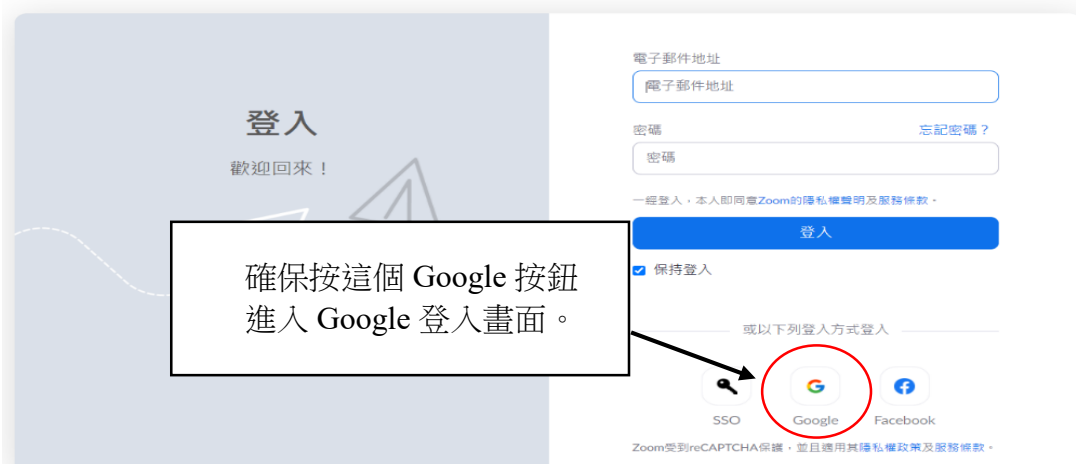 登入
歡迎回來！
確保按這個 Google 按鈕
進入 Google 登入畫面。
電子郵件地址
電子郵件地址
密碼 忘記密碼？
密碼
一經登入，本人即同意Zoom的隱私權聲明及服務條款。
登入
保持登入
或以下列登入方式登入
SSO Google Facebook
Zoom受到reCAPTCHA保護，並且適用其隱私權政策及服務條款。